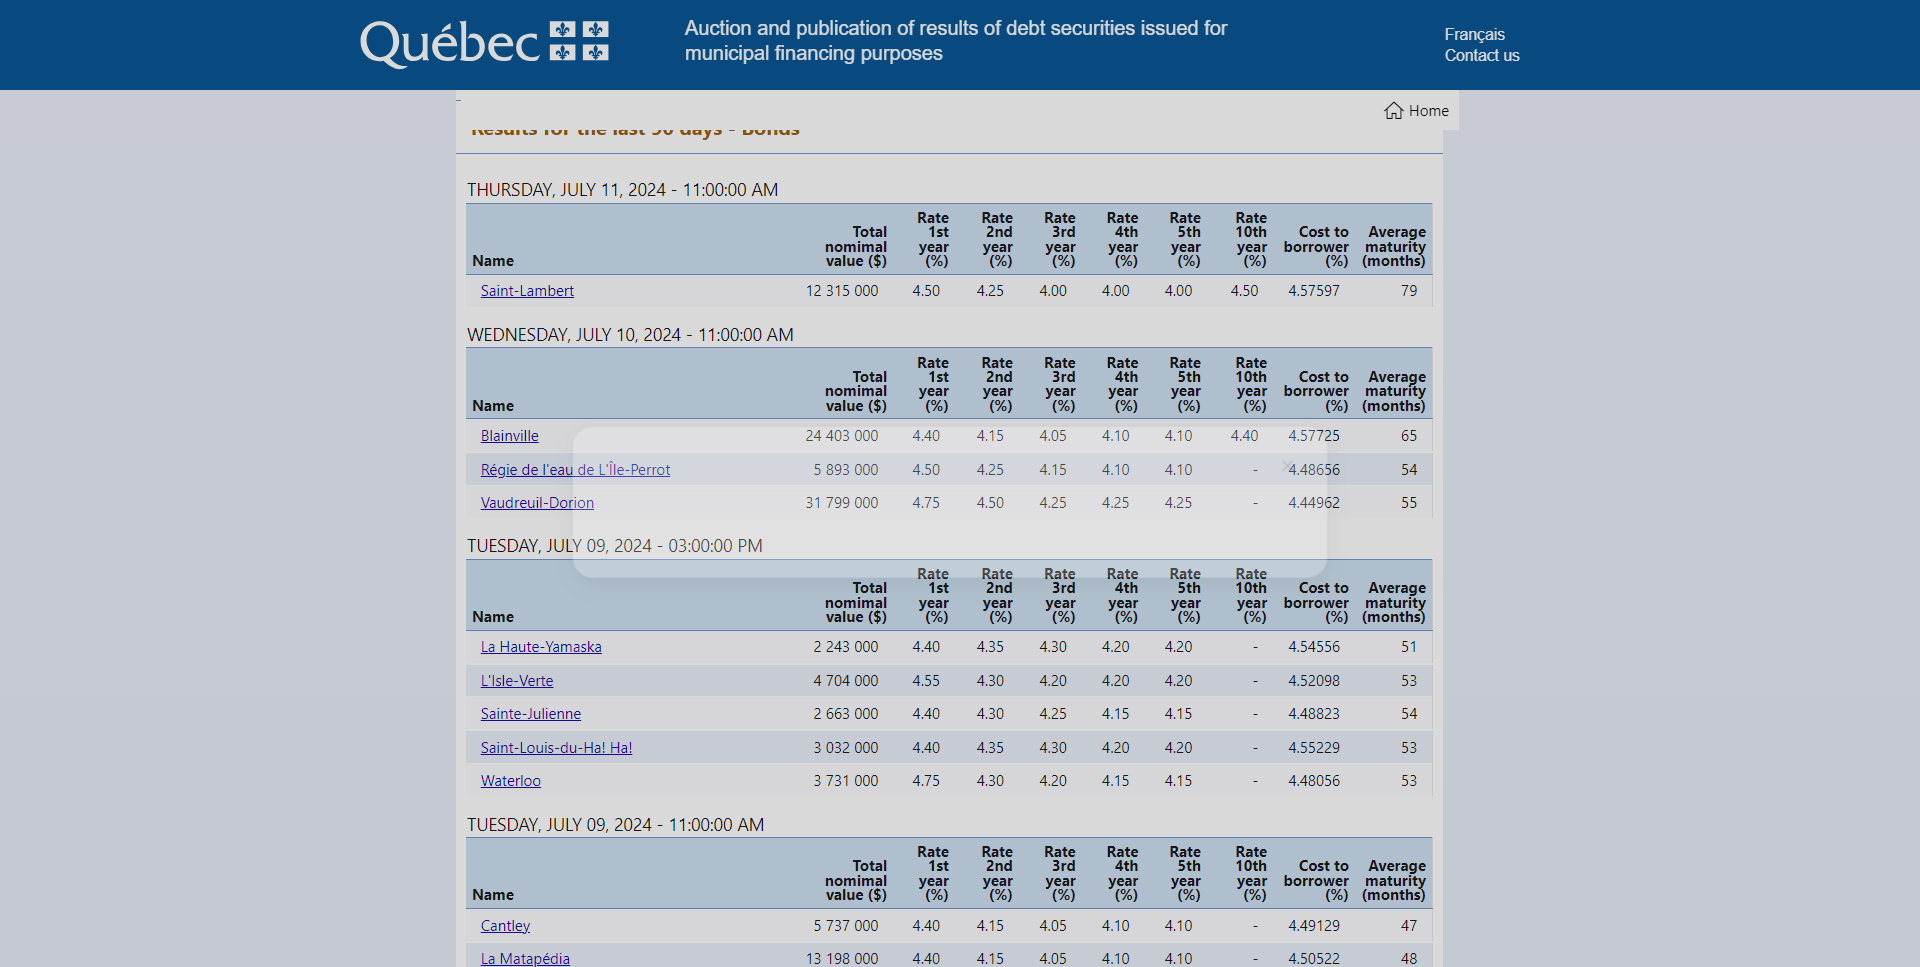 Québec
Auction and publication of results of debt securities issued for
municipal financing purposes
Français
Contact us
Home
Results for the last 90 days - Bonds
THURSDAY, JULY 11, 2024 - 11:00:00 AM
Name Total nomimal value ($) Rate 1st year (%) Rate 2nd year (%) Rate 3rd year (%) Rate 4th year (%) Rate 5th year (%) Rate 10th year (%) Cost to borrower (%) Average maturity (months)
Saint-Lambert 12 315 000 4.50 4.25 4.00 4.00 4.00 4.50 4.57597 79
WEDNESDAY, JULY 10, 2024 - 11:00:00 AM
Name Total nomimal value ($) Rate 1st year (%) Rate 2nd year (%) Rate 3rd year (%) Rate 4th year (%) Rate 5th year (%) Rate 10th year (%) Cost to borrower (%) Average maturity (months)
Blainville 24 403 000 4.40 4.15 4.05 4.10 4.10 4.40 4.57725 65
Régie de l'eau de L'Île-Perrot 5 893 000 4.50 4.25 4.15 4.10 4.10 - 4.48656 54
Vaudreuil-Dorion 31 799 000 4.75 4.50 4.25 4.25 4.25 - 4.44962 55
TUESDAY, JULY 09, 2024 - 03:00:00 PM
Name Total nomimal value ($) Rate 1st year (%) Rate 2nd year (%) Rate 3rd year (%) Rate 4th year (%) Rate 5th year (%) Rate 10th year (%) Cost to borrower (%) Average maturity (months)
La Haute-Yamaska 2 243 000 4.40 4.35 4.30 4.20 4.20 - 4.54556 51
L'Isle-Verte 4 704 000 4.55 4.30 4.20 4.20 4.20 - 4.52098 53
Sainte-Julienne 2 663 000 4.40 4.30 4.25 4.15 4.15 - 4.48823 54
Saint-Louis-du-Ha! Ha! 3 032 000 4.40 4.35 4.30 4.20 4.20 - 4.55229 53
Waterloo 3 731 000 4.75 4.30 4.20 4.15 4.15 - 4.48056 53
TUESDAY, JULY 09, 2024 - 11:00:00 AM
Name Total nomimal value ($) Rate 1st year (%) Rate 2nd year (%) Rate 3rd year (%) Rate 4th year (%) Rate 5th year (%) Rate 10th year (%) Cost to borrower (%) Average maturity (months)
Cantley 5 737 000 4.40 4.15 4.05 4.10 4.10 - 4.49129 47
La Matapédia 13 198 000 4.40 4.15 4.05 4.10 4.10 - 4.50522 48